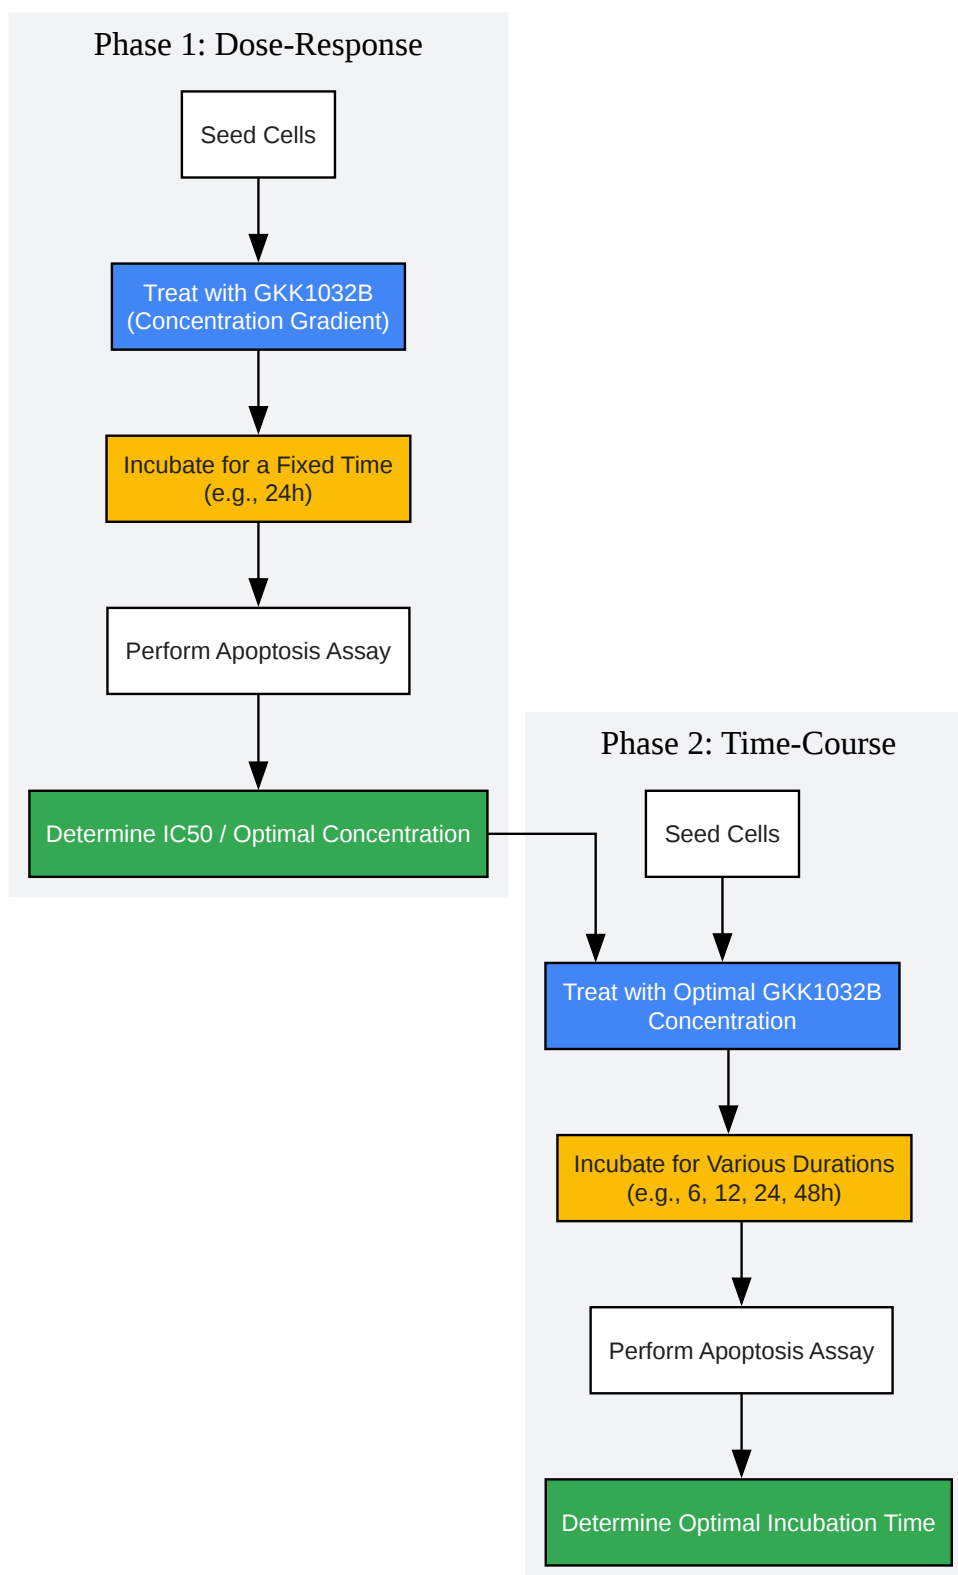 Phase 1: Dose-Response
Seed Cells
Treat with GKK1032B
(Concentration Gradient)
Incubate for a Fixed Time
(e.g., 24h)
Perform Apoptosis Assay
Determine IC50 / Optimal Concentration
Phase 2: Time-Course
Seed Cells
Treat with Optimal GKK1032B
Concentration
Incubate for Various Durations
(e.g., 6, 12, 24, 48h)
Perform Apoptosis Assay
Determine Optimal Incubation Time